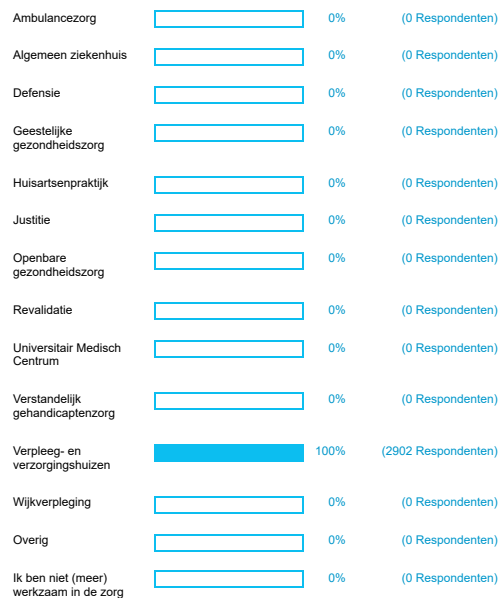 Ambulancezorg 0% (0 Respondenten)
Algemeen ziekenhuis 0% (0 Respondenten)
Defensie 0% (0 Respondenten)
Geestelijke 0% (0 Respondenten)
gezondheidszorg
Huisartsenpraktijk 0% (0 Respondenten)
Justitie 0% (0 Respondenten)
Openbare 0% (0 Respondenten)
gezondheidszorg
Revalidatie 0% (0 Respondenten)
Universitair Medisch 0% (0 Respondenten)
Centrum
Verstandelijk 0% (0 Respondenten)
gehandicaptenzorg
Verpleeg- en 100% (2902 Respondenten)
verzorgingshuizen
Wijkverpleging 0% (0 Respondenten)
Overig 0% (0 Respondenten)
Ik ben niet (meer) 0% (0 Respondenten)
werkzaam in de zorg